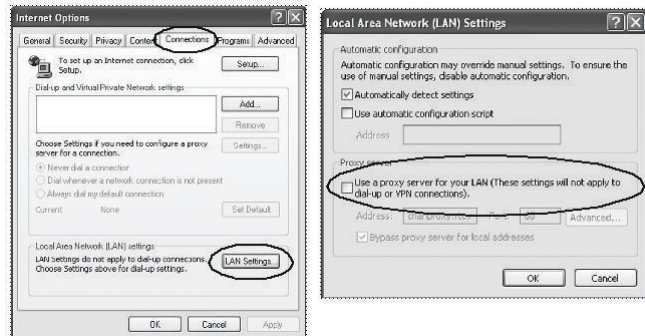 Internet Options
General Security Privacy Content Connections Programs Advanced
To set up an Internet connection, click
Setup.
Setup...
Dial-up and Virtual Private Network settings
Add...
Remove
Choose Settings if you need to configure a proxy
server for a connection.
Settings...
Never dial a connection
Dial whenever a network connection is not present
Always dial my default connection
Current None
Set Default
Local Area Network (LAN) settings
LAN Settings do not apply to dial-up connections.
Choose Settings above for dial-up settings.
LAN Settings...
OK Cancel Apply
Local Area Network (LAN) Settings
Automatic configuration
Automatic configuration may override manual settings. To ensure the
use of manual settings, disable automatic configuration.
Automatically detect settings
Use automatic configuration script
Address
Proxy server
Use a proxy server for your LAN (These settings will not apply to
dial-up or VPN connections).
Address: Port: 80 Advanced...
Bypass proxy server for local addresses
OK Cancel